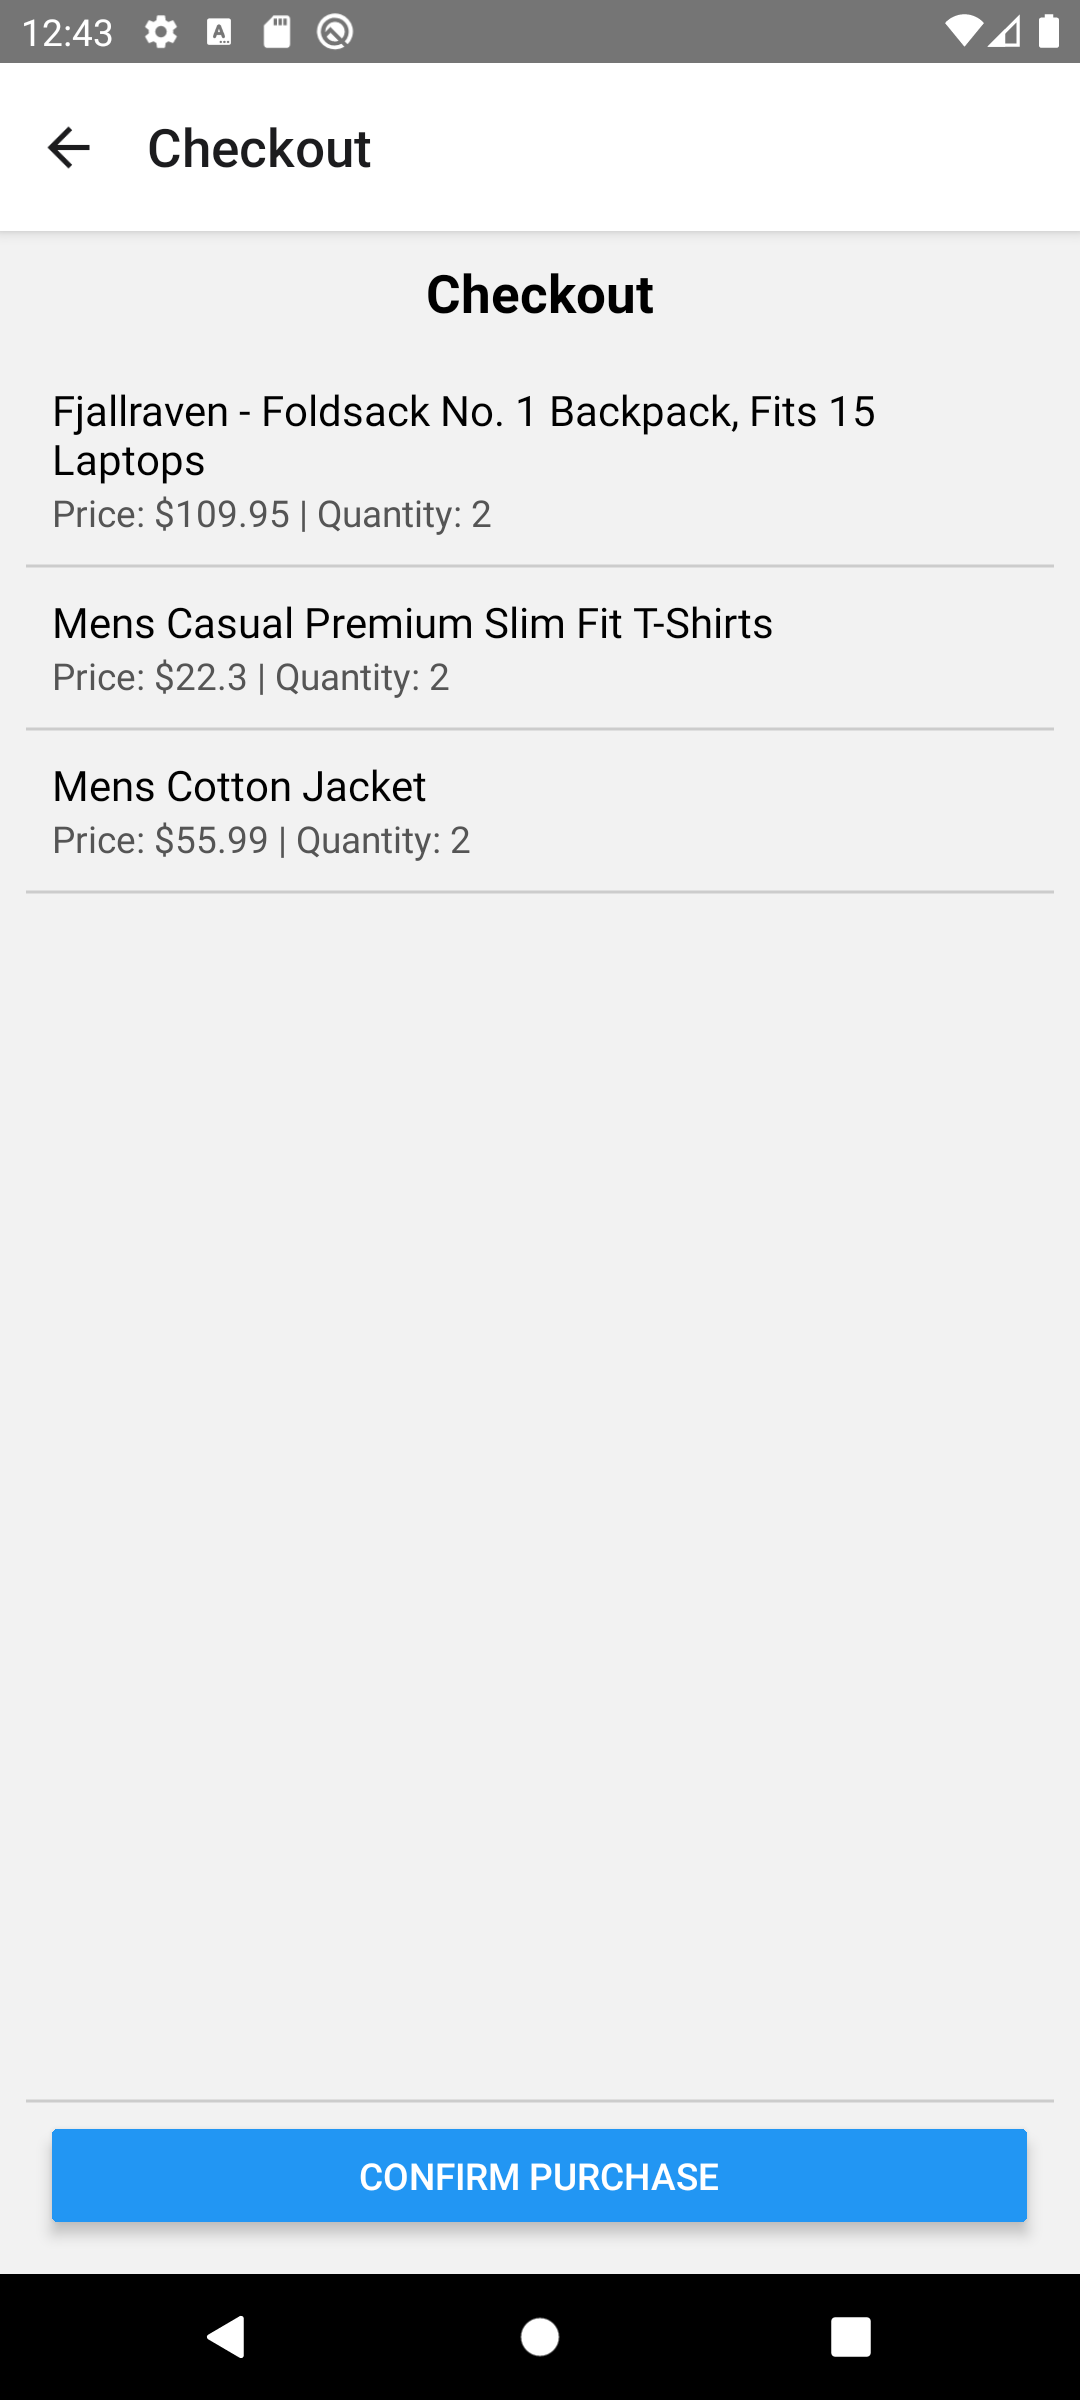 12:43
Checkout
Checkout
Fjallraven - Foldsack No. 1 Backpack, Fits 15
Laptops
Price: $109.95 | Quantity: 2
Mens Casual Premium Slim Fit T-Shirts
Price: $22.3 | Quantity: 2
Mens Cotton Jacket
Price: $55.99 | Quantity: 2
CONFIRM PURCHASE